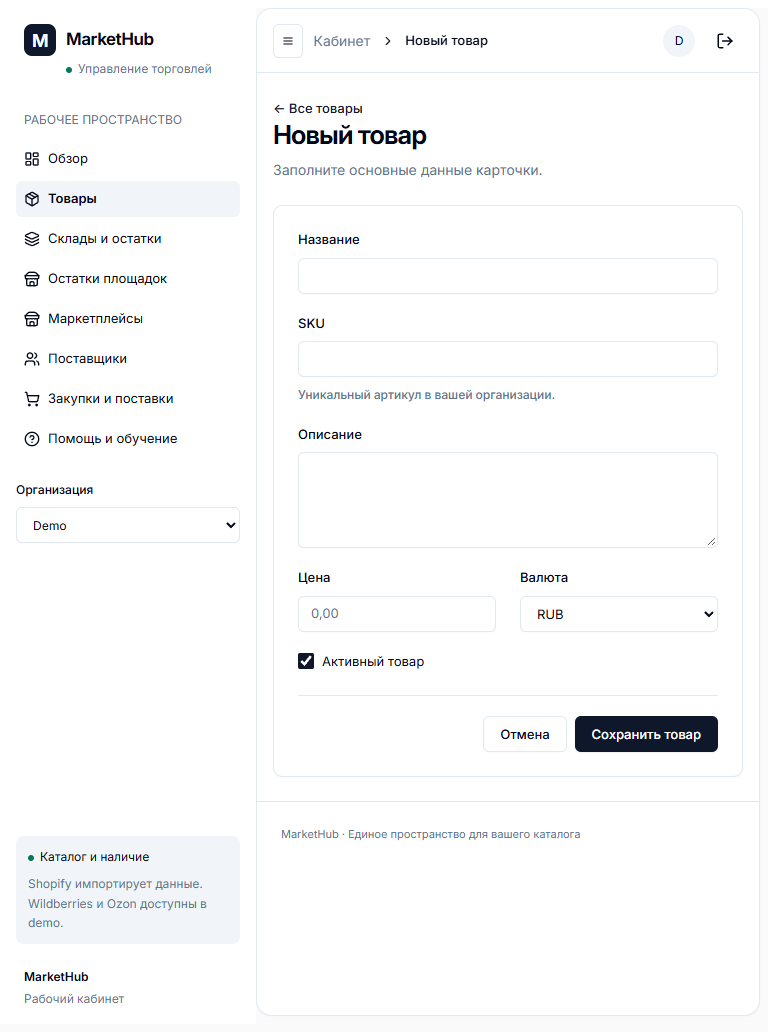 M MarketHub
Управление торговлей
РАБОЧЕЕ ПРОСТРАНСТВО
Обзор
Товары
Склады и остатки
Остатки площадок
Маркетплейсы
Поставщики
Закупки и поставки
Помощь и обучение
Организация
Demo
Каталог и наличие
Shopify импортирует данные.
Wildberries и Ozon доступны в
demo.
MarketHub
Рабочий кабинет
Кабинет > Новый товар
D
← Все товары
Новый товар
Заполните основные данные карточки.
Название
SKU
Уникальный артикул в вашей организации.
Описание
Цена
Валюта
0,00
RUB
Активный товар
Отмена
Сохранить товар
MarketHub · Единое пространство для вашего каталога